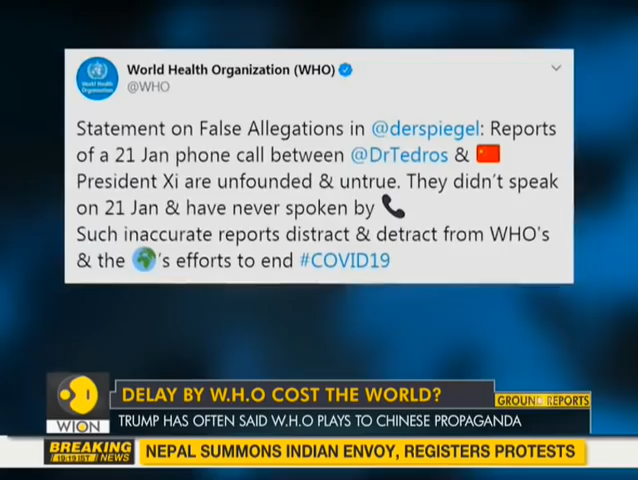 World Health Organization (WHO)
@WHO
Statement on False Allegations in @derspiegel: Reports
of a 21 Jan phone call between @DrTedros & 🇨🇳
President Xi are unfounded & untrue. They didn't speak
on 21 Jan & have never spoken by 📞
Such inaccurate reports distract & detract from WHO's
& the 🌍's efforts to end #COVID19
DELAY BY W.H.O COST THE WORLD?
GROUND REPORTS
TRUMP HAS OFTEN SAID W.H.O PLAYS TO CHINESE PROPAGANDA
WION
BREAKING
NEWS
NEPAL SUMMONS INDIAN ENVOY, REGISTERS PROTESTS